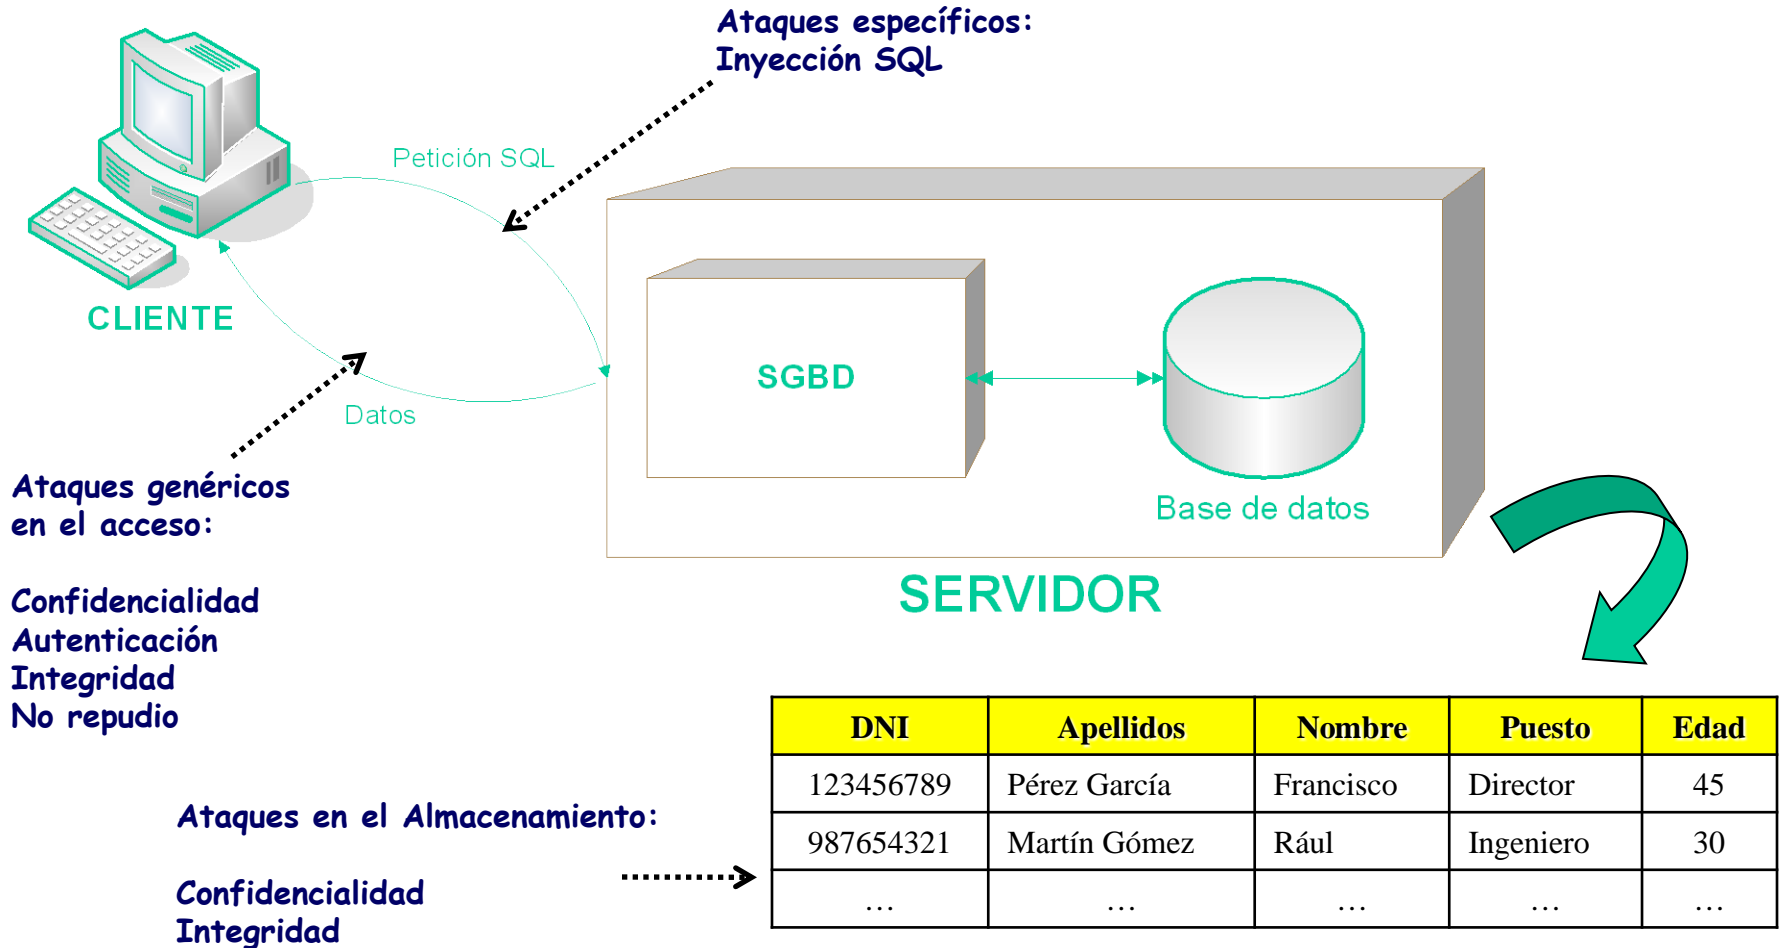 Ataques específicos:
Inyección SQL
Petición SQL
CLIENTE
SGBD
Datos
Base de datos
SERVIDOR
Ataques genéricos
en el acceso:
Confidencialidad
Autenticación
Integridad
No repudio
DNI Apellidos Nombre Puesto Edad
123456789 Pérez García Francisco Director 45
987654321 Martín Gómez Rául Ingeniero 30
… … … … …
Ataques en el Almacenamiento:
Confidencialidad
Integridad